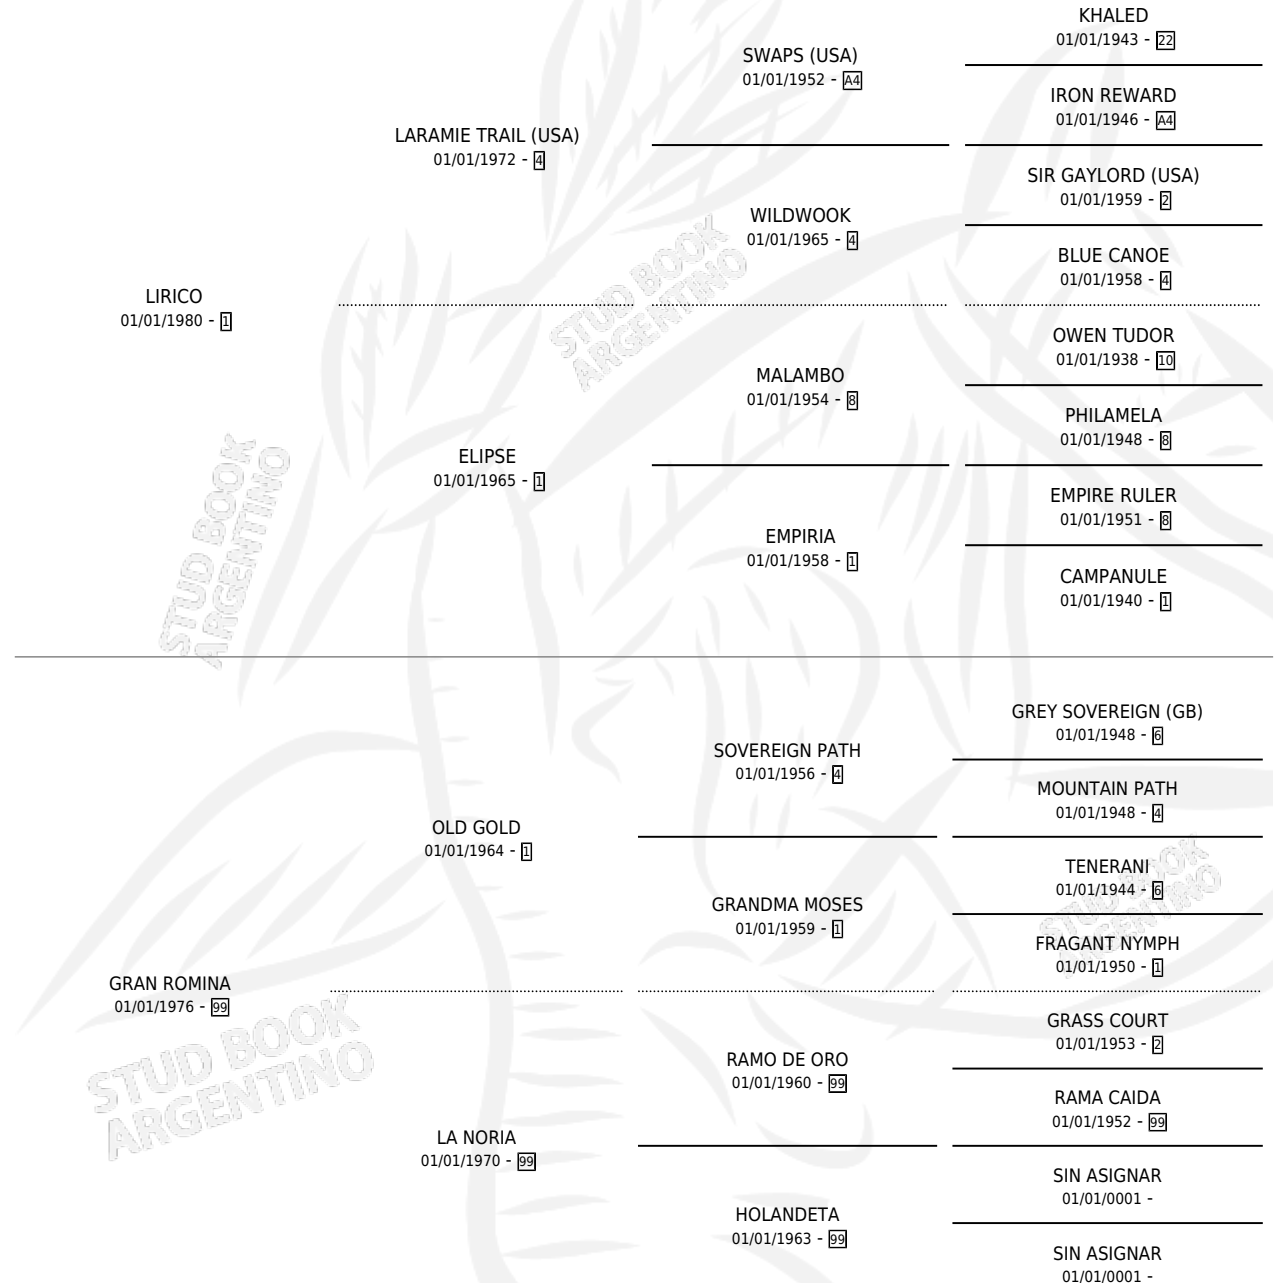 KHALED
01/01/1943 - 22
SWAPS (USA)
01/01/1952 - A4
IRON REWARD
01/01/1946 - A4
LARAMIE TRAIL (USA)
01/01/1972 - 4
SIR GAYLORD (USA)
01/01/1959 - 2
WILDWOOK
01/01/1965 - 4
BLUE CANOE
01/01/1958 - 4
LIRICO
01/01/1980 - 1
OWEN TUDOR
01/01/1938 - 10
MALAMBO
01/01/1954 - 8
PHILAMELA
01/01/1948 - 8
ELIPSE
01/01/1965 - 1
EMPIRE RULER
01/01/1951 - 8
EMPIRIA
01/01/1958 - 1
CAMPANULE
01/01/1940 - 1
GREY SOVEREIGN (GB)
01/01/1948 - 6
SOVEREIGN PATH
01/01/1956 - 4
MOUNTAIN PATH
01/01/1948 - 4
OLD GOLD
01/01/1964 - 1
TENERANI
01/01/1944 - 6
GRANDMA MOSES
01/01/1959 - 1
FRAGANT NYMPH
01/01/1950 - 1
GRAN ROMINA
01/01/1976 - 99
GRASS COURT
01/01/1953 - 2
RAMO DE ORO
01/01/1960 - 99
RAMA CAIDA
01/01/1952 - 99
LA NORIA
01/01/1970 - 99
SIN ASIGNAR
01/01/0001 -
HOLANDETA
01/01/1963 - 99
SIN ASIGNAR
01/01/0001 -
STUD BOOK
ARGENTINO
STUD BOOK
ARGENTINO
STUD BOOK
ARGENTINO
STUD BOOK
ARGENTINO